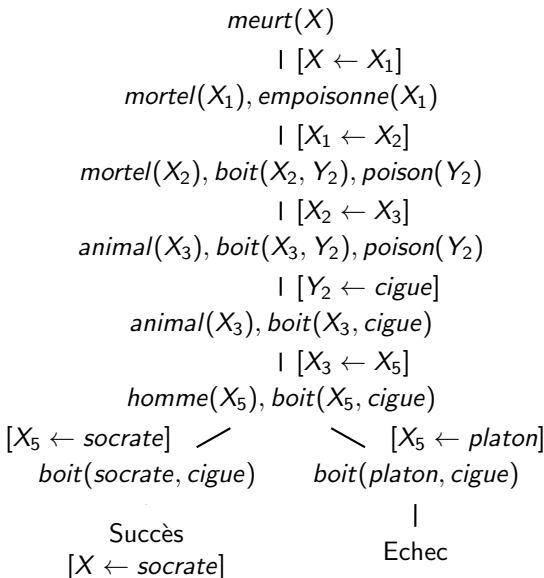 meurt(X)
[X ← X₁]
mortel(X₁), empoisonne(X₁)
[X₁ ← X₂]
mortel(X₂), boit(X₂, Y₂), poison(Y₂)
[X₂ ← X₃]
animal(X₃), boit(X₃, Y₂), poison(Y₂)
[Y₂ ← cigue]
animal(X₃), boit(X₃, cigue)
[X₃ ← X₅]
homme(X₅), boit(X₅, cigue)
[X₅ ← socrate] [X₅ ← platon]
boit(socrate, cigue) boit(platon, cigue)
Succès
Echec
[X ← socrate]